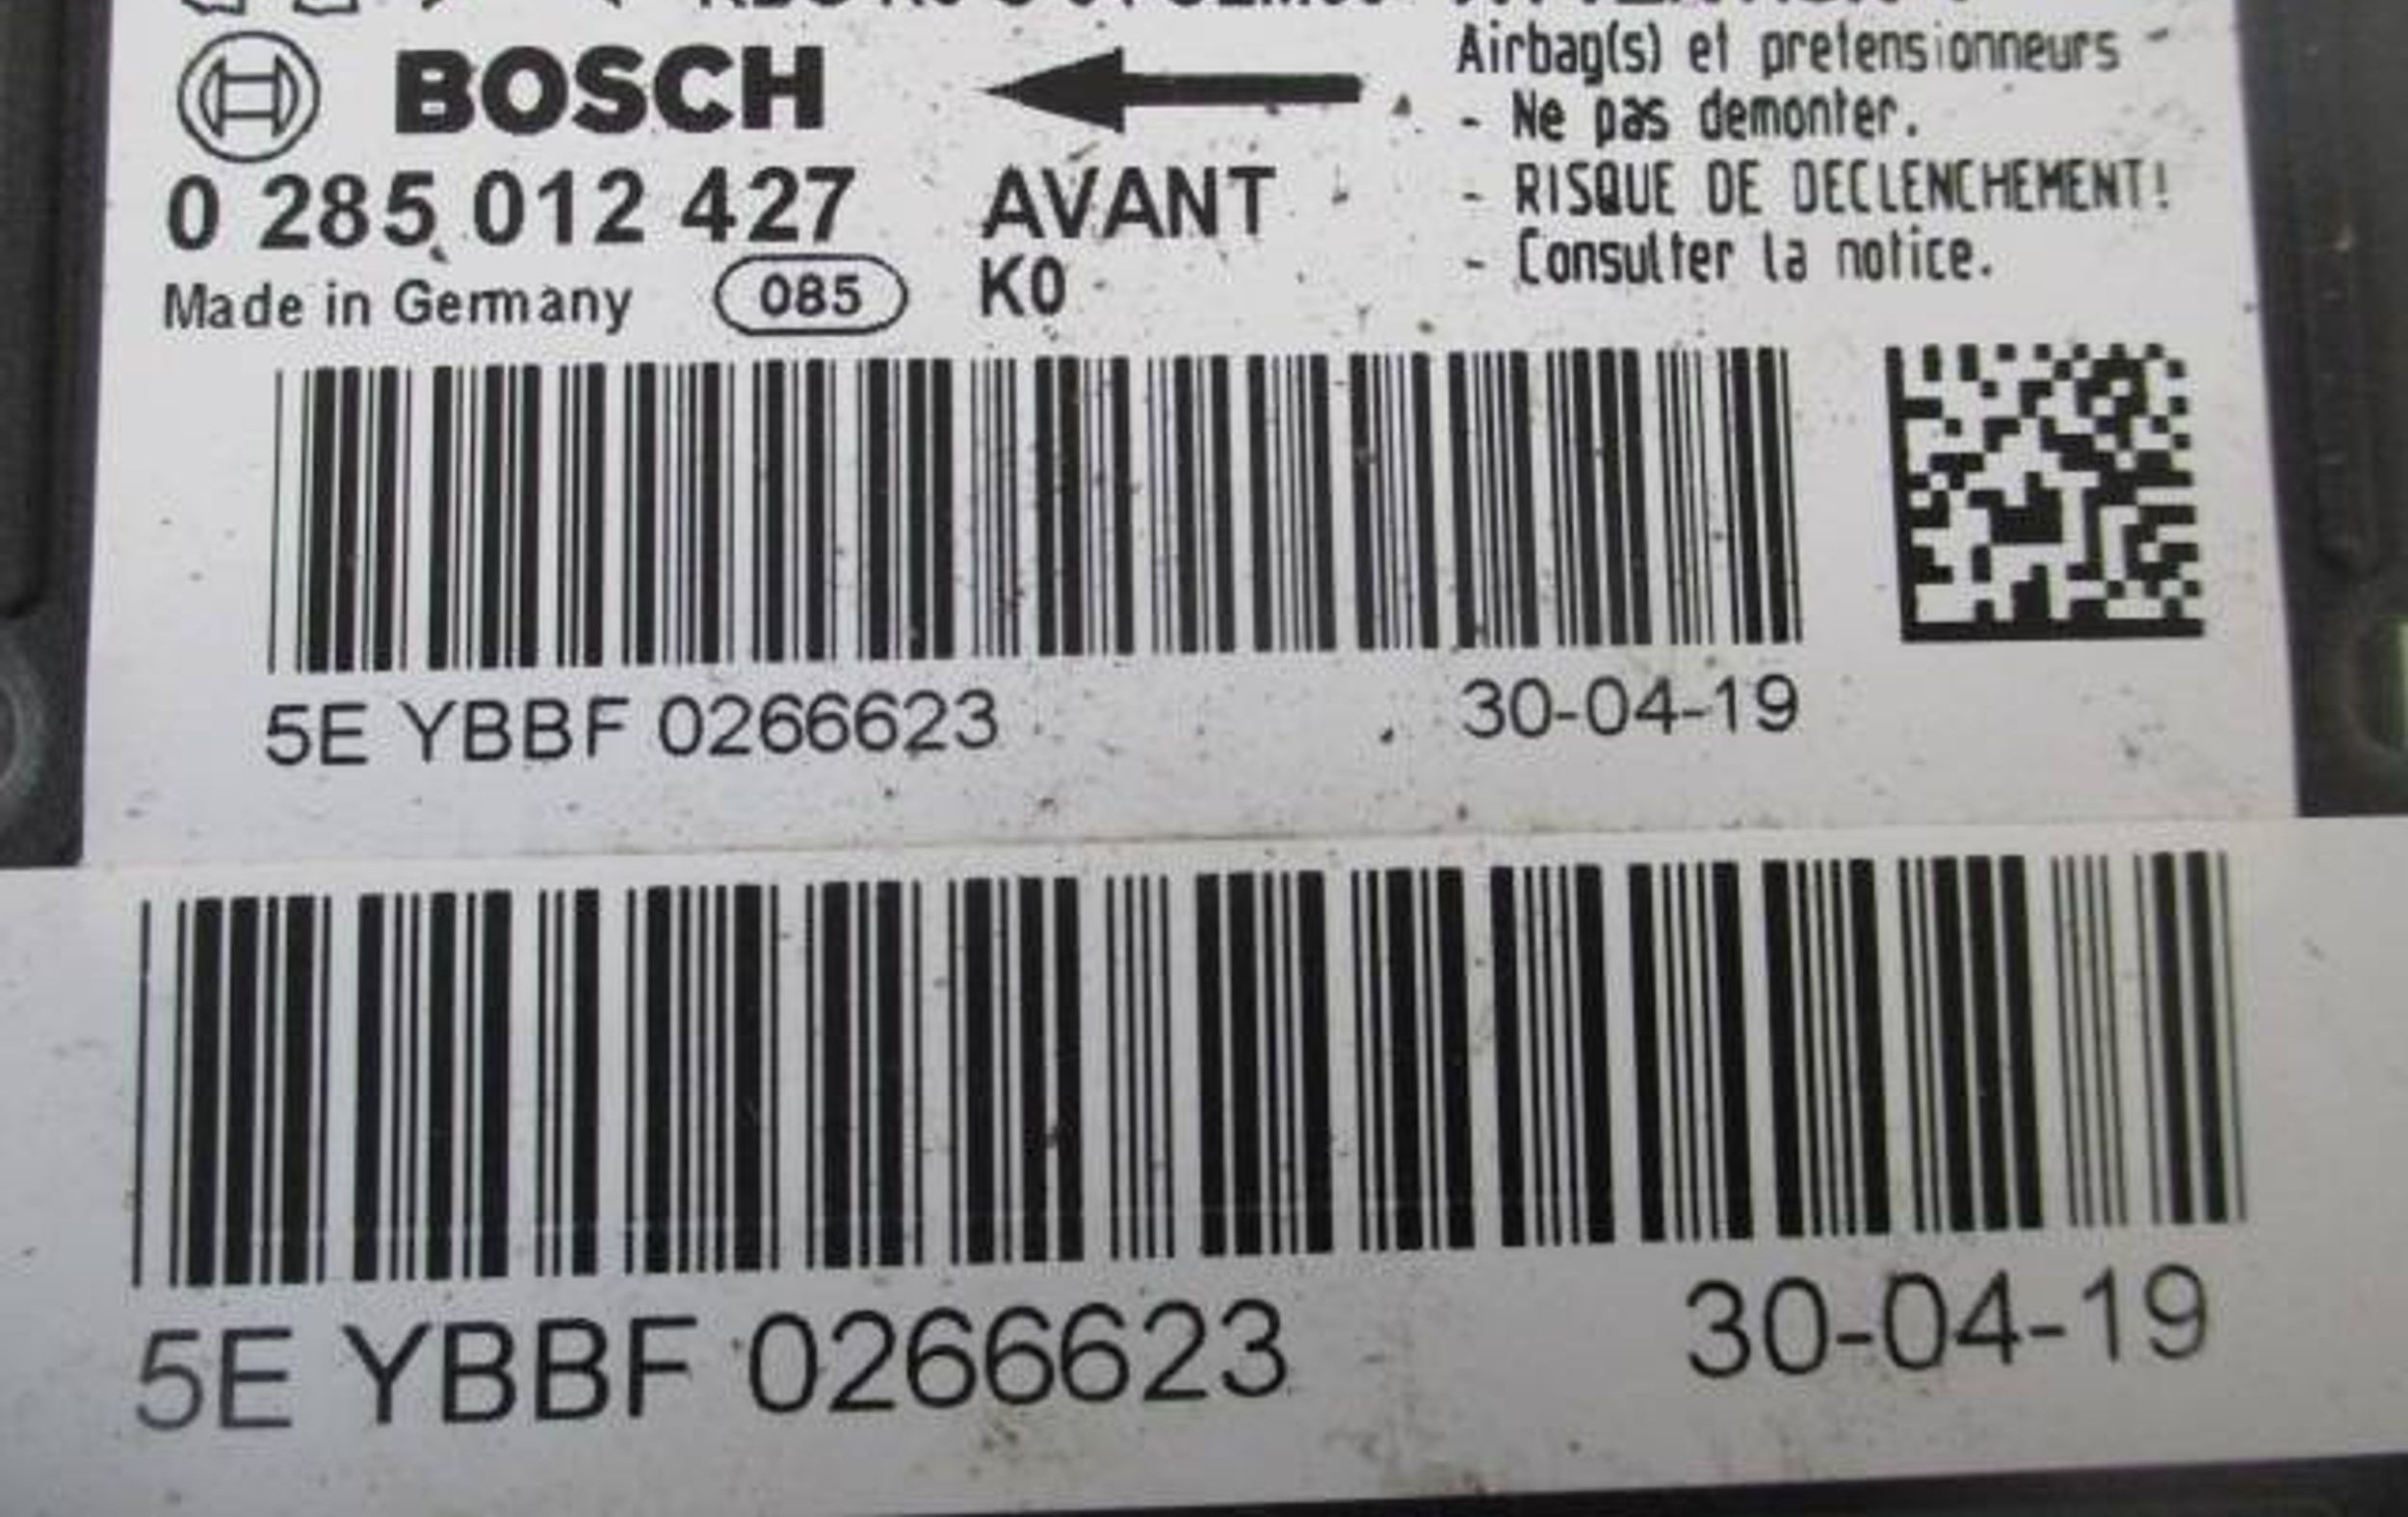 BOSCH
0 285 012 427
Made in Germany 085
AVANT
K0
Airbag(s) et pretensionneurs -
- Ne pas demonter.
- RISQUE DE DECLENCHEMENT!
- Consulter la notice.
5E YBBF 0266623 30-04-19
5E YBBF 0266623 30-04-19